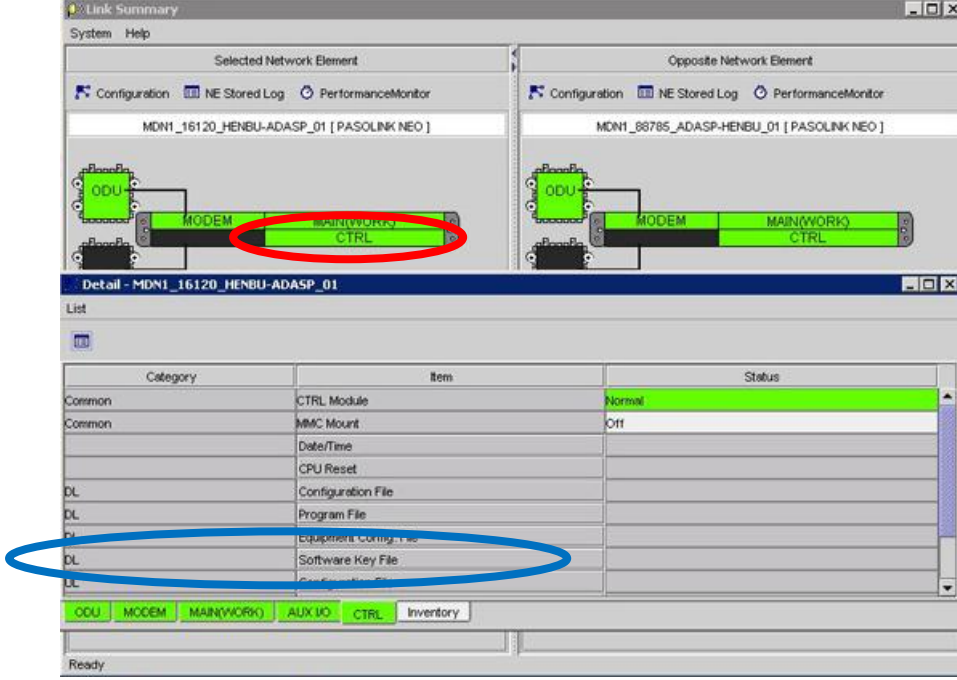 Link Summary
System Help
Selected Network Element
Opposite Network Element
Configuration NE Stored Log PerformanceMonitor
Configuration NE Stored Log PerformanceMonitor
MDN1_16120_HENBU-ADASP_01 [ PASOLINK NEO ]
MDN1_88785_ADASP-HENBU_01 [ PASOLINK NEO ]
ODU
MODEM MAIN(WORK)
CTRL
ODU
MODEM MAIN(WORK)
CTRL
Detail - MDN1_16120_HENBU-ADASP_01
List
Category Item Status
Common CTRL Module Normal
Common MMC Mount Off
Date/Time
CPU Reset
DL Configuration File
DL Program File
DL Equipment Config. File
DL Software Key File
Configuration File
ODU MODEM MAIN(WORK) AUX I/O CTRL Inventory
Ready